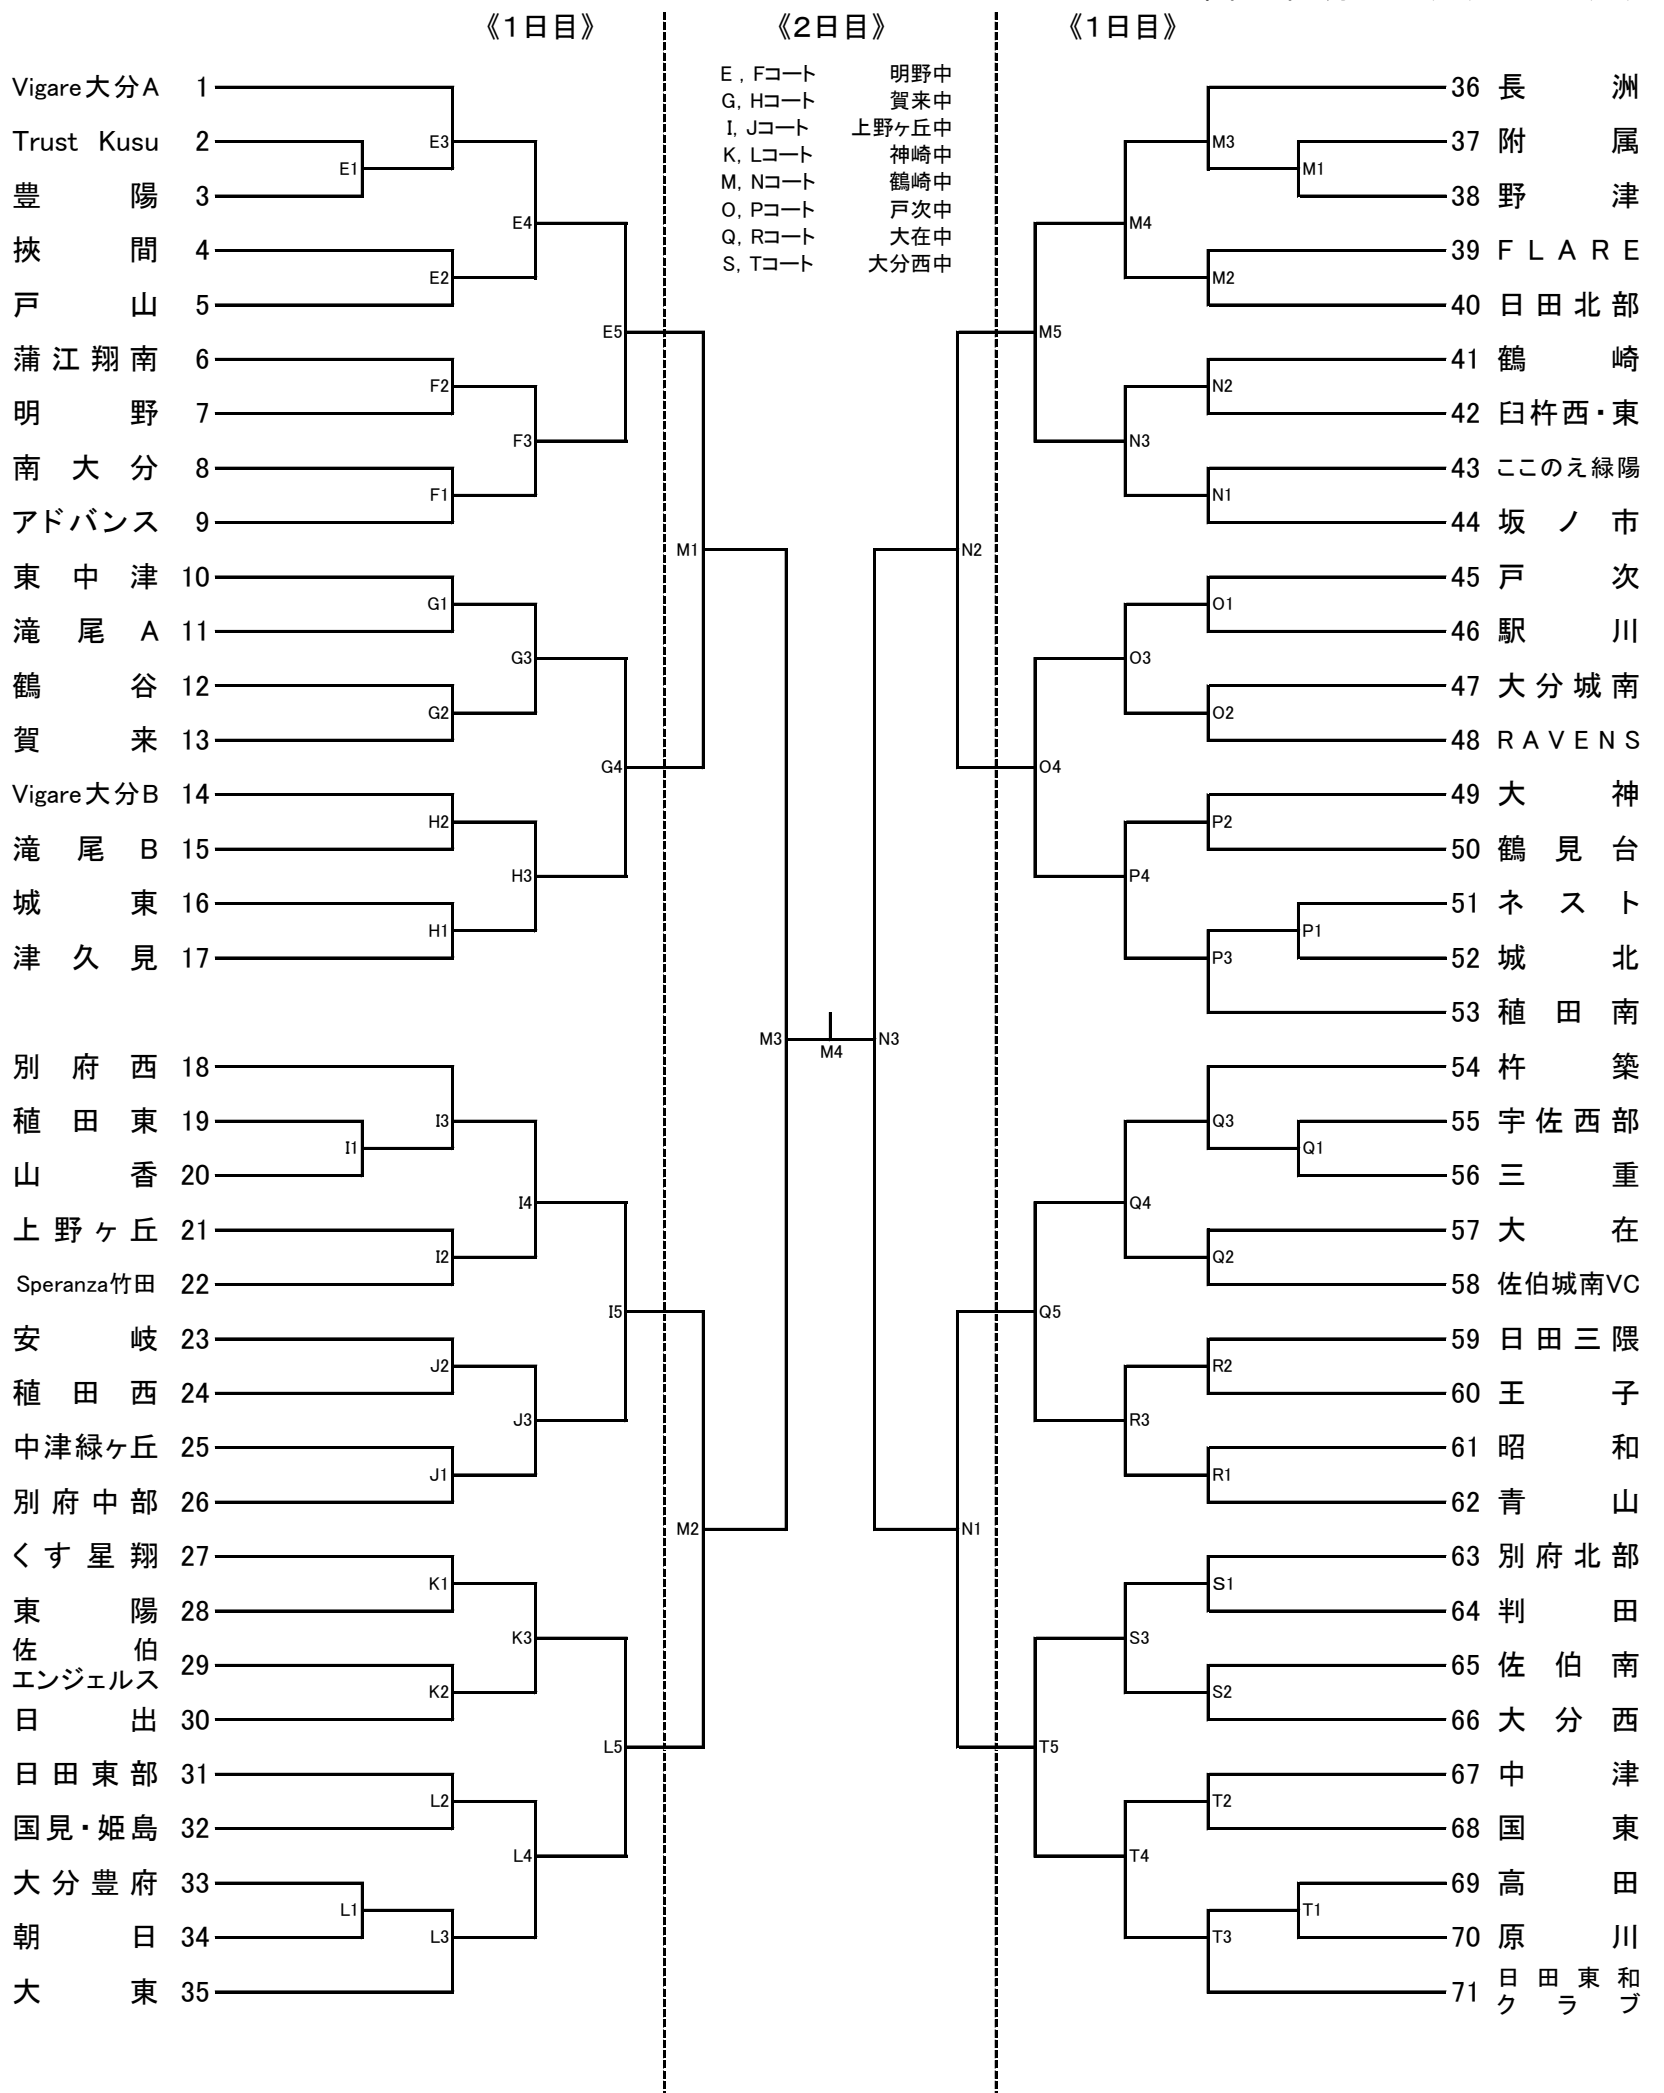 《1日目》
《2日目》
《1日目》
E , Fコート 明野中
G, Hコート 賀来中
I, Jコート 上野ヶ丘中
K, Lコート 神崎中
M, Nコート 鶴崎中
O, Pコート 戸次中
Q, Rコート 大在中
S, Tコート 大分西中
Vigare大分A 1
Trust Kusu 2
豊陽 3
挾間 4
戸山 5
蒲江翔南 6
明野 7
南大分 8
アドバンス 9
東中津 10
滝尾A 11
鶴谷 12
賀来 13
Vigare大分B 14
滝尾B 15
城東 16
津久見 17
別府西 18
稙田東 19
山香 20
上野ヶ丘 21
Speranza竹田 22
安岐 23
稙田西 24
中津緑ヶ丘 25
別府中部 26
くす星翔 27
東陽 28
佐伯
エンジェルス 29
日出 30
日田東部 31
国見・姫島 32
大分豊府 33
朝日 34
大東 35
E1
E3
E2
E4
E5
F2
F1
F3
G1
G2
G3
G4
H2
H1
H3
I1
I3
I2
I4
I5
J2
J1
J3
K1
K2
K3
L2
L1
L3
L4
L5
M1
M2
M3
M4
N3
N2
N1
M3
M1
M2
M4
M5
N2
N1
N3
O1
O2
O3
O4
P2
P1
P3
P4
Q3
Q1
Q2
Q4
Q5
R2
R1
R3
S1
S2
S3
T2
T1
T3
T4
T5
36 長洲
37 附属
38 野津
39 FLARE
40 日田北部
41 鶴崎
42 臼杵西・東
43 ここのえ緑陽
44 坂ノ市
45 戸次
46 駅川
47 大分城南
48 RAVENS
49 大神
50 鶴見台
51 ネスト
52 城北
53 稙田南
54 杵築
55 宇佐西部
56 三重
57 大在
58 佐伯城南VC
59 日田三隈
60 王子
61 昭和
62 青山
63 別府北部
64 判田
65 佐伯南
66 大分西
67 中津
68 国東
69 高田
70 原川
71 日田東和
クラブ